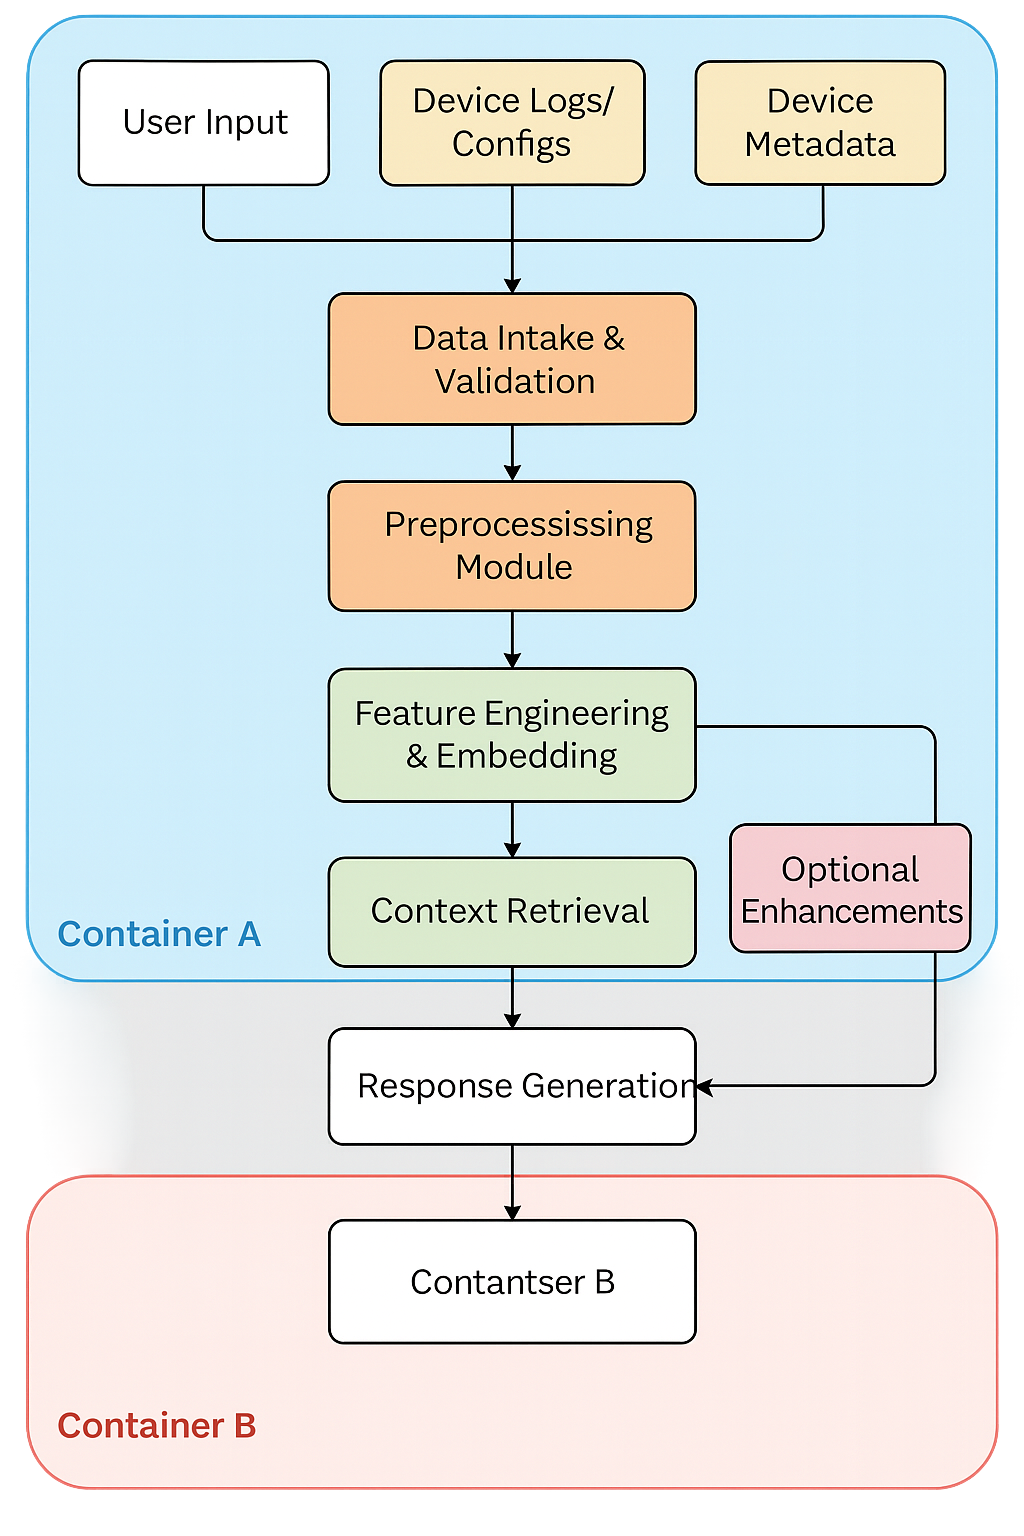 User Input
Device Logs/
Configs
Device
Metadata
Data Intake &
Validation
Preprocessissing
Module
Feature Engineering
& Embedding
Optional
Enhancements
Context Retrieval
Container A
Response Generation
Contantser B
Container B